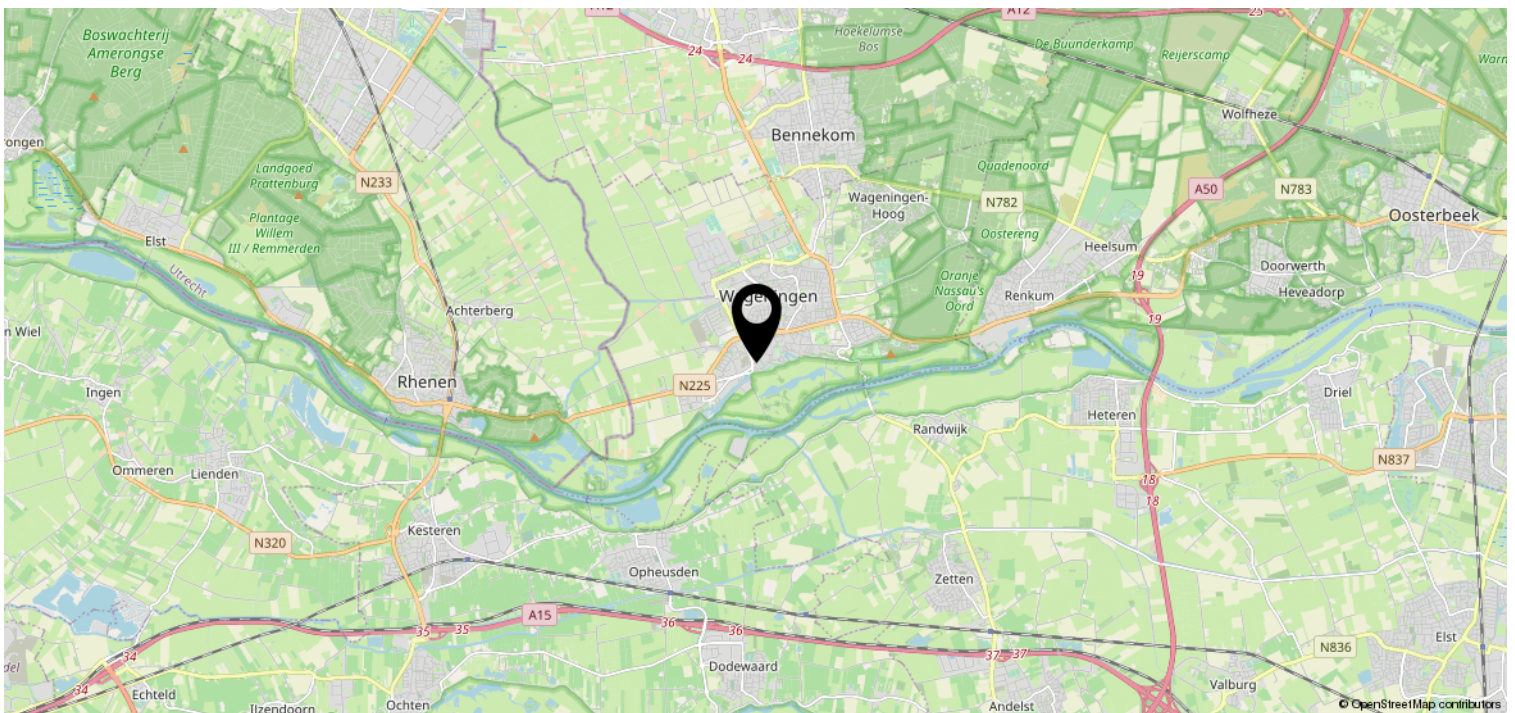 A12
25
Boswachterij
Amerongse
Berg
Hoekelumse
Bos
De Buunderkamp
Reijerscamp
24
24
Wolfheze
Bennekom
Landgoed
Prattenburg
N233
Quadenoord
A50
N783
Wageningen-
Hoog
N782
Oosterbeek
Plantage
Willem
III / Remmerden
Elst
Oostereng
Heelsum
Utrecht
Oranje
Nassau's
Oord
19
Doorwerth
Renkum
Heveadorp
Achterberg
19
Rhenen
N225
Ingen
Driel
Heteren
Randwijk
N837
Ommeren
Lienden
18
18
Kesteren
N320
Opheusden
Zetten
A15
36
36
35
35
34
37
37
N836
Elst
Dodewaard
Valburg
34
Echteld
Ochten
Andelst
© OpenStreetMap contributors